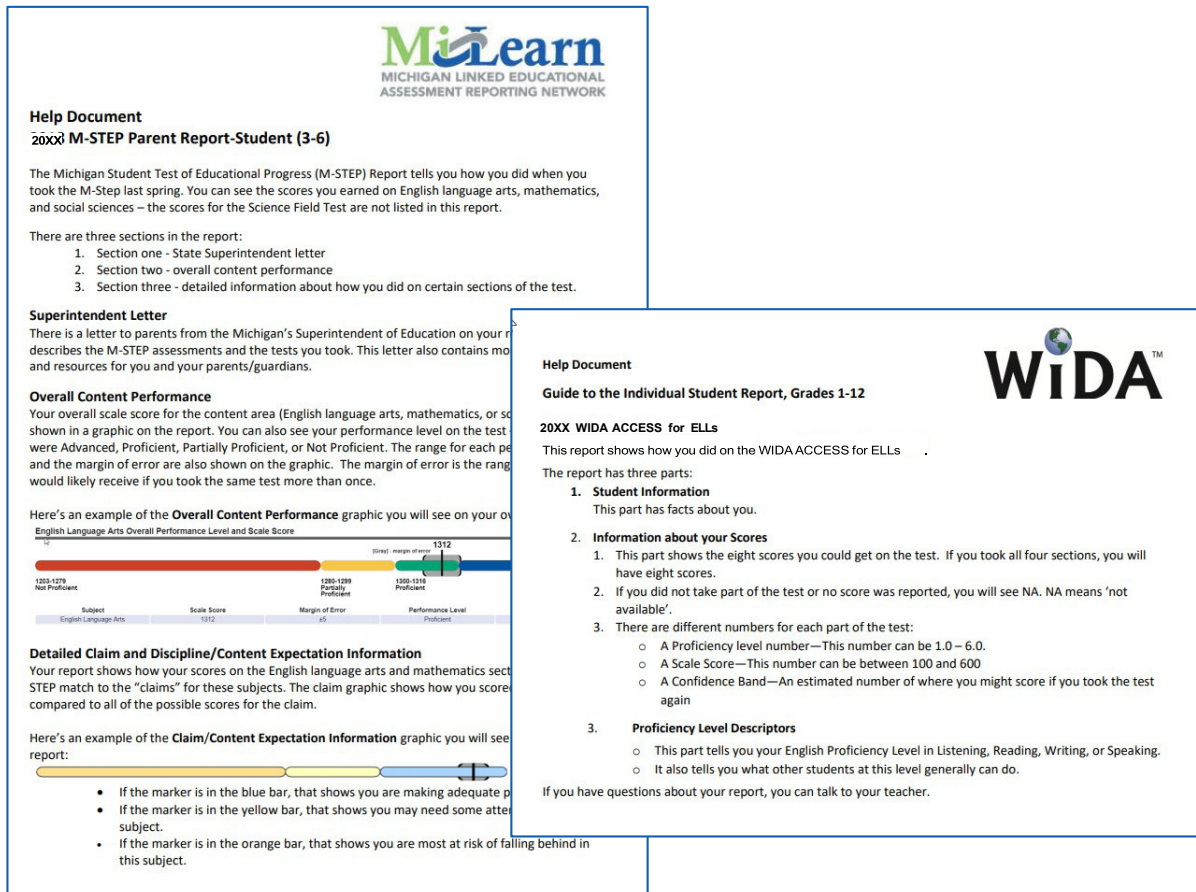 MiLearn
MICHIGAN LINKED EDUCATIONAL
ASSESSMENT REPORTING NETWORK
Help Document
20XX M-STEP Parent Report-Student (3-6)
The Michigan Student Test of Educational Progress (M-STEP) Report tells you how you did when you
took the M-Step last spring. You can see the scores you earned on English language arts, mathematics,
and social sciences – the scores for the Science Field Test are not listed in this report.
There are three sections in the report:
1. Section one - State Superintendent letter
2. Section two - overall content performance
3. Section three - detailed information about how you did on certain sections of the test.
Superintendent Letter
There is a letter to parents from the Michigan's Superintendent of Education on your
describes the M-STEP assessments and the tests you took. This letter also contains
and resources for you and your parents/guardians.
Overall Content Performance
Your overall scale score for the content area (English language arts, mathematics, or
shown in a graphic on the report. You can also see your performance level on the test
were Advanced, Proficient, Partially Proficient, or Not Proficient. The range for each
and the margin of error are also shown on the graphic. The margin of error is the
would likely receive if you took the same test more than once.
Here's an example of the Overall Content Performance graphic you will see on your
English Language Arts Overall Performance Level and Scale Score
1312
[Gray] - margin of error
1203-1279 1280-1299 1300-1316
Not Proficient Partially Proficient
Proficient
Subject Scale Score Margin of Error Performance Level
English Language Arts 1312 ±5 Proficient
Detailed Claim and Discipline/Content Expectation Information
Your report shows how your scores on the English language arts and mathematics
STEP match to the "claims" for these subjects. The claim graphic shows how you
compared to all of the possible scores for the claim.
Here's an example of the Claim/Content Expectation Information graphic you will see
report:
• If the marker is in the blue bar, that shows you are making adequate
• If the marker is in the yellow bar, that shows you may need some
subject.
• If the marker is in the orange bar, that shows you are most at risk of falling behind in
this subject.
WiDA™
Help Document
Guide to the Individual Student Report, Grades 1-12
20XX WIDA ACCESS for ELLs
This report shows how you did on the WIDA ACCESS for ELLs .
The report has three parts:
1. Student Information
This part has facts about you.
2. Information about your Scores
1. This part shows the eight scores you could get on the test. If you took all four sections, you will
have eight scores.
2. If you did not take part of the test or no score was reported, you will see NA. NA means 'not
available'.
3. There are different numbers for each part of the test:
o A Proficiency level number—This number can be 1.0 – 6.0.
o A Scale Score—This number can be between 100 and 600
o A Confidence Band—An estimated number of where you might score if you took the test
again
3. Proficiency Level Descriptors
o This part tells you your English Proficiency Level in Listening, Reading, Writing, or Speaking.
o It also tells you what other students at this level generally can do.
If you have questions about your report, you can talk to your teacher.